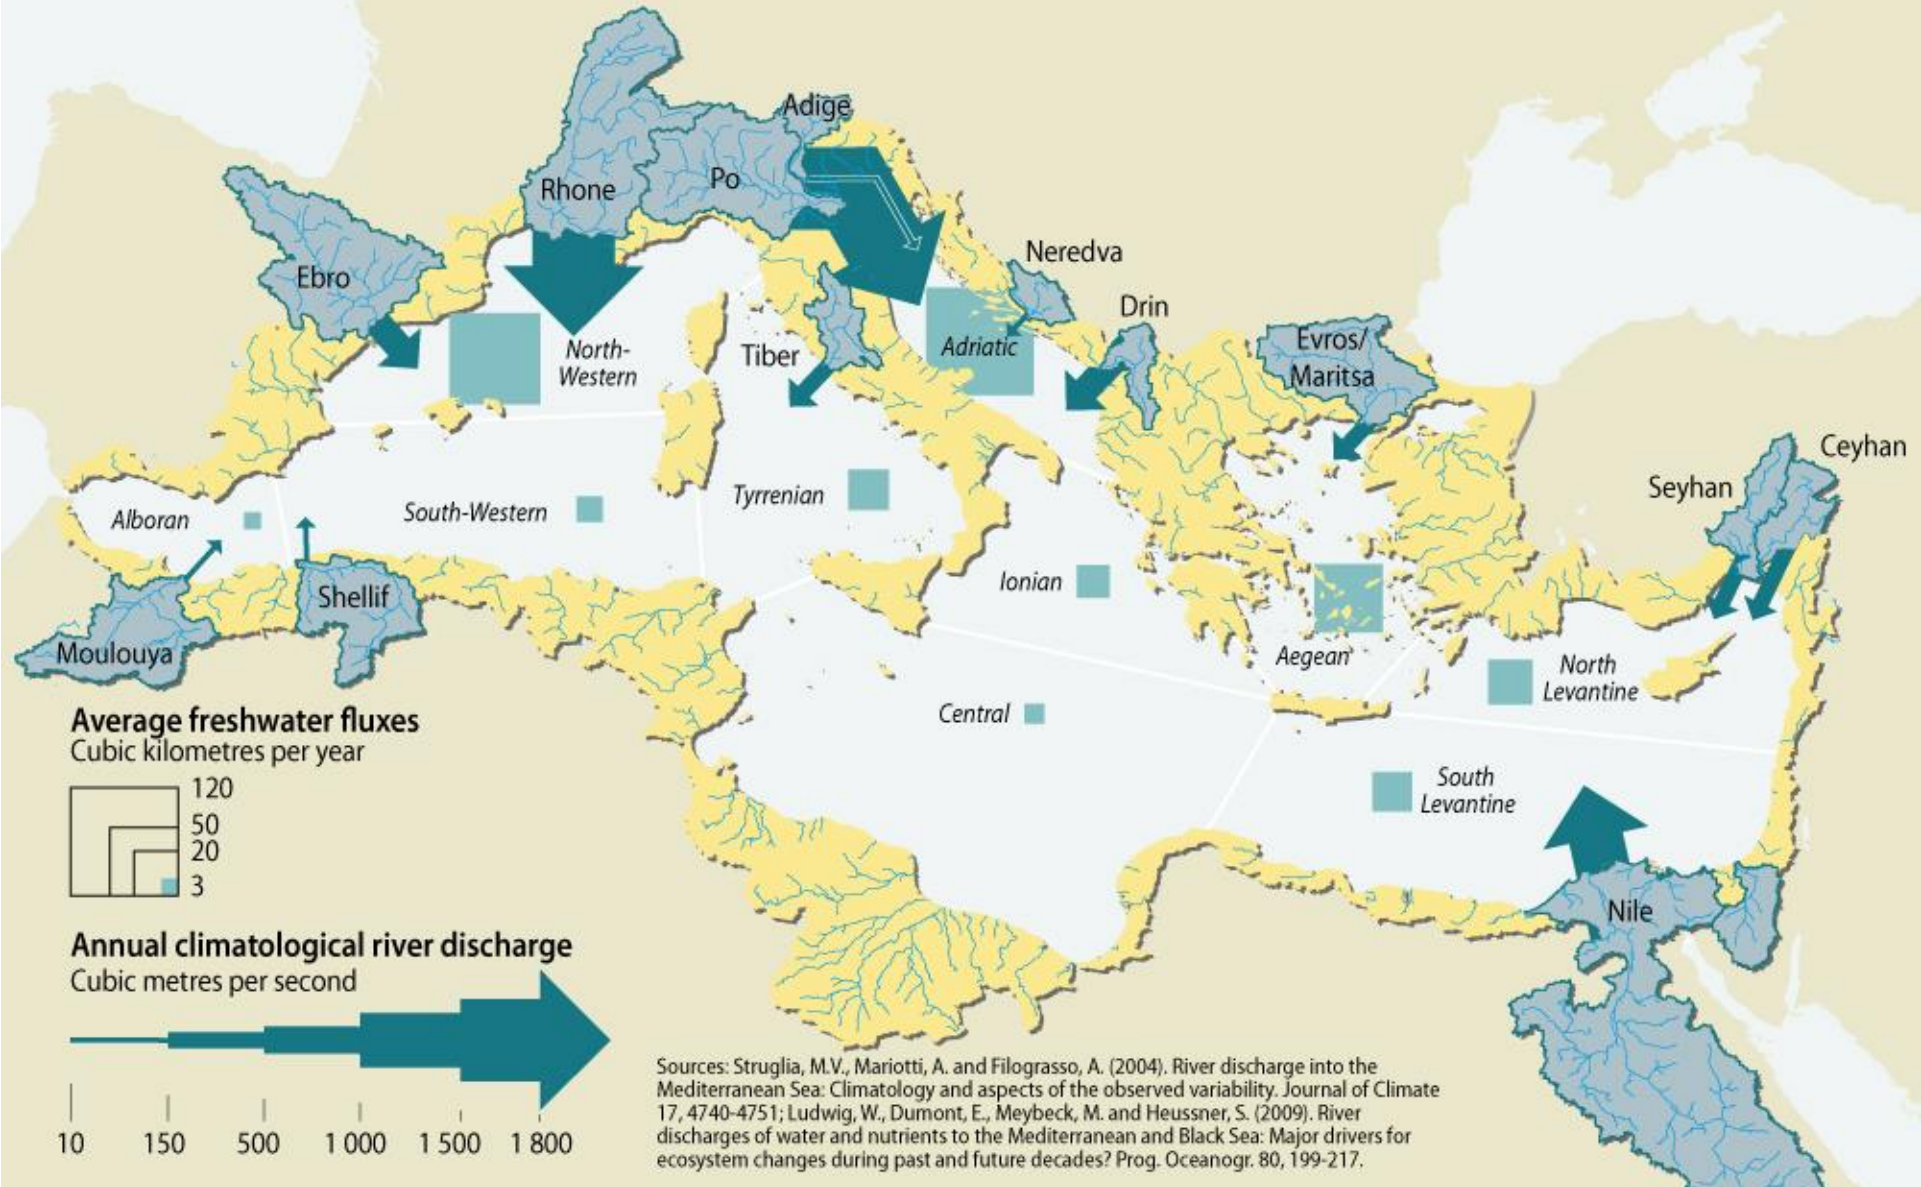 Adige
Rhone
Po
Ebro
Neredva
Drin
North-
Western
Tiber
Adriatic
Evros/
Maritsa
Ceyhan
Seyhan
Alboran
South-Western
Tyrrenian
Ionian
Shellif
Moulouya
Aegean
North
Levantine
Central
South
Levantine
Nile
Average freshwater fluxes
Cubic kilometres per year
120
50
20
3
Annual climatological river discharge
Cubic metres per second
10 150 500 1 000 1 500 1 800
Sources: Struglia, M.V., Mariotti, A. and Filograsso, A. (2004). River discharge into the
Mediterranean Sea: Climatology and aspects of the observed variability. Journal of Climate
17, 4740-4751; Ludwig, W., Dumont, E., Meybeck, M. and Heussner, S. (2009). River
discharges of water and nutrients to the Mediterranean and Black Sea: Major drivers for
ecosystem changes during past and future decades? Prog. Oceanogr. 80, 199-217.